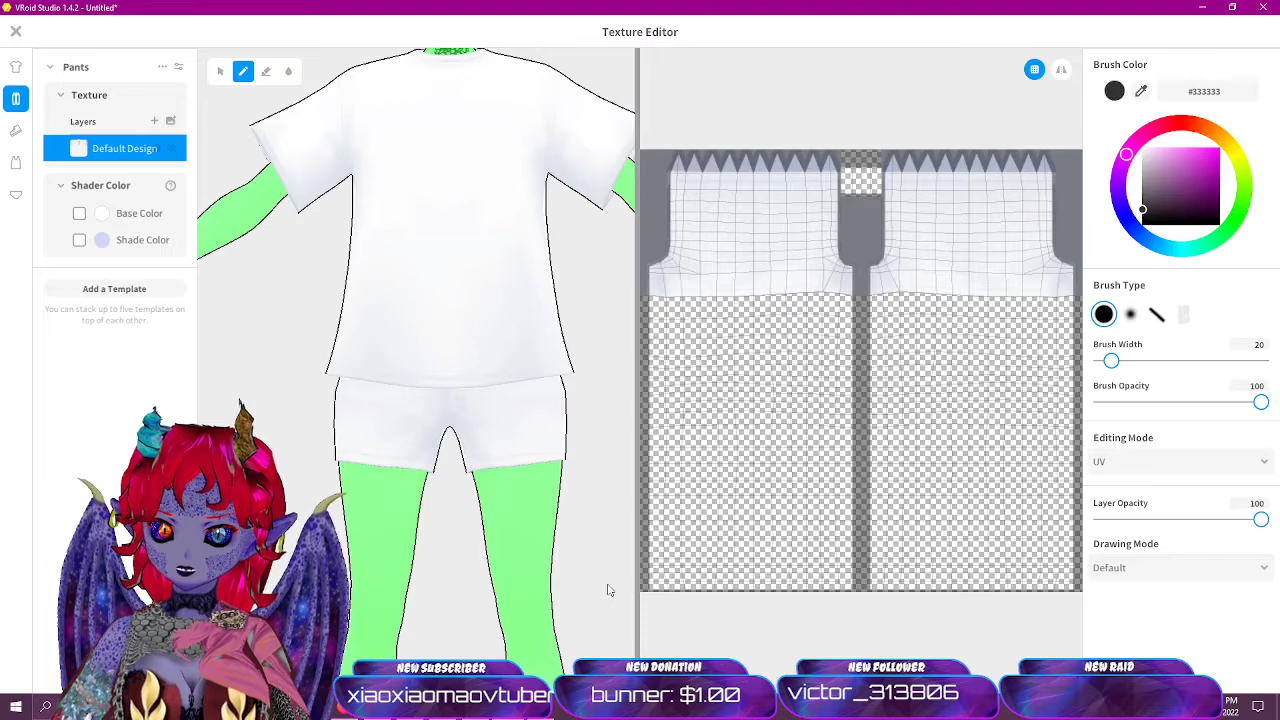 VRoid Studio 1.4.2 - Untitled*
Texture Editor
Pants
Texture
Layers
Default Design
Shader Color
Base Color
Shade Color
Add a Template
You can stack up to five templates on
top of each other.
Brush Color
#333333
Brush Type
Brush Width
20
Brush Opacity
100
Editing Mode
UV
Layer Opacity
100
Drawing Mode
Default
NEW SUBSCRIBER
xiaoxiaomaovtuber
NEW DONATION
bunner: $1.00
NEW FOLLOWER
victor_313806
NEW RAID
PM
2022